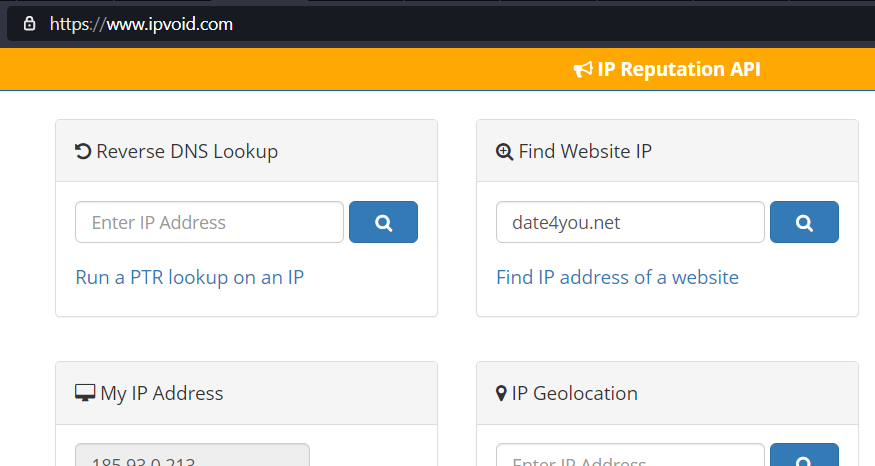 https://www.ipvoid.com
IP Reputation API
Reverse DNS Lookup
Enter IP Address
Run a PTR lookup on an IP
Find Website IP
date4you.net
Find IP address of a website
My IP Address
185.93.0.213
IP Geolocation
Enter IP Address